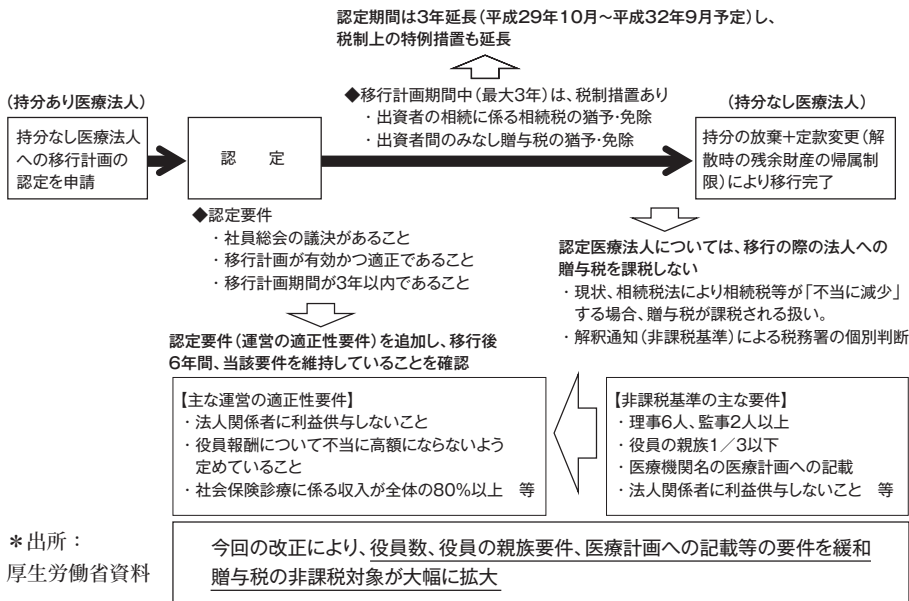 認定期間は3年延長（平成29年10月～平成32年9月予定）し、
税制上の特例措置も延長
◆移行計画期間中（最大3年）は、税制措置あり
・出資者の相続に係る相続税の猶予・免除
・出資者間のみなし贈与税の猶予・免除
（持分あり医療法人）
持分なし医療法人
への移行計画の
認定を申請
認　定
（持分なし医療法人）
持分の放棄＋定款変更（解
散時の残余財産の帰属制
限）により移行完了
◆認定要件
・社員総会の議決があること
・移行計画が有効かつ適正であること
・移行計画期間が3年以内であること
認定医療法人については、移行の際の法人への
贈与税を課税しない
・現状、相続税法により相続税等が「不当に減少」
する場合、贈与税が課税される扱い。
・解釈通知（非課税基準）による税務署の個別判断
認定要件（運営の適正性要件）を追加し、移行後
6年間、当該要件を維持していることを確認
【主な運営の適正性要件】
・法人関係者に利益供与しないこと
・役員報酬について不当に高額にならないよう
定めていること
・社会保険診療に係る収入が全体の80％以上　等
【非課税基準の主な要件】
・理事6人、監事2人以上
・役員の親族1／3以下
・医療機関名の医療計画への記載
・法人関係者に利益供与しないこと　等
＊出所：
厚生労働省資料
今回の改正により、役員数、役員の親族要件、医療計画への記載等の要件を緩和
贈与税の非課税対象が大幅に拡大